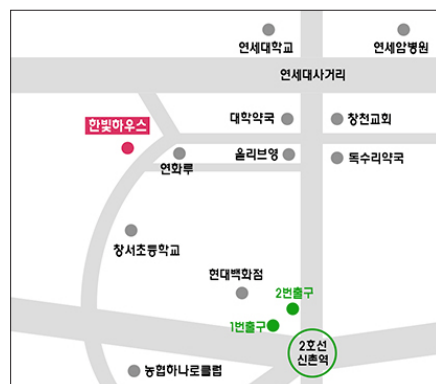 연세대학교
연세암병원
연세대사거리
한빛하우스
대학약국
창천교회
연화루
올리브영
독수리약국
창서초등학교
현대백화점
2번출구
1번출구
2호선
신촌역
농협하나로클럽